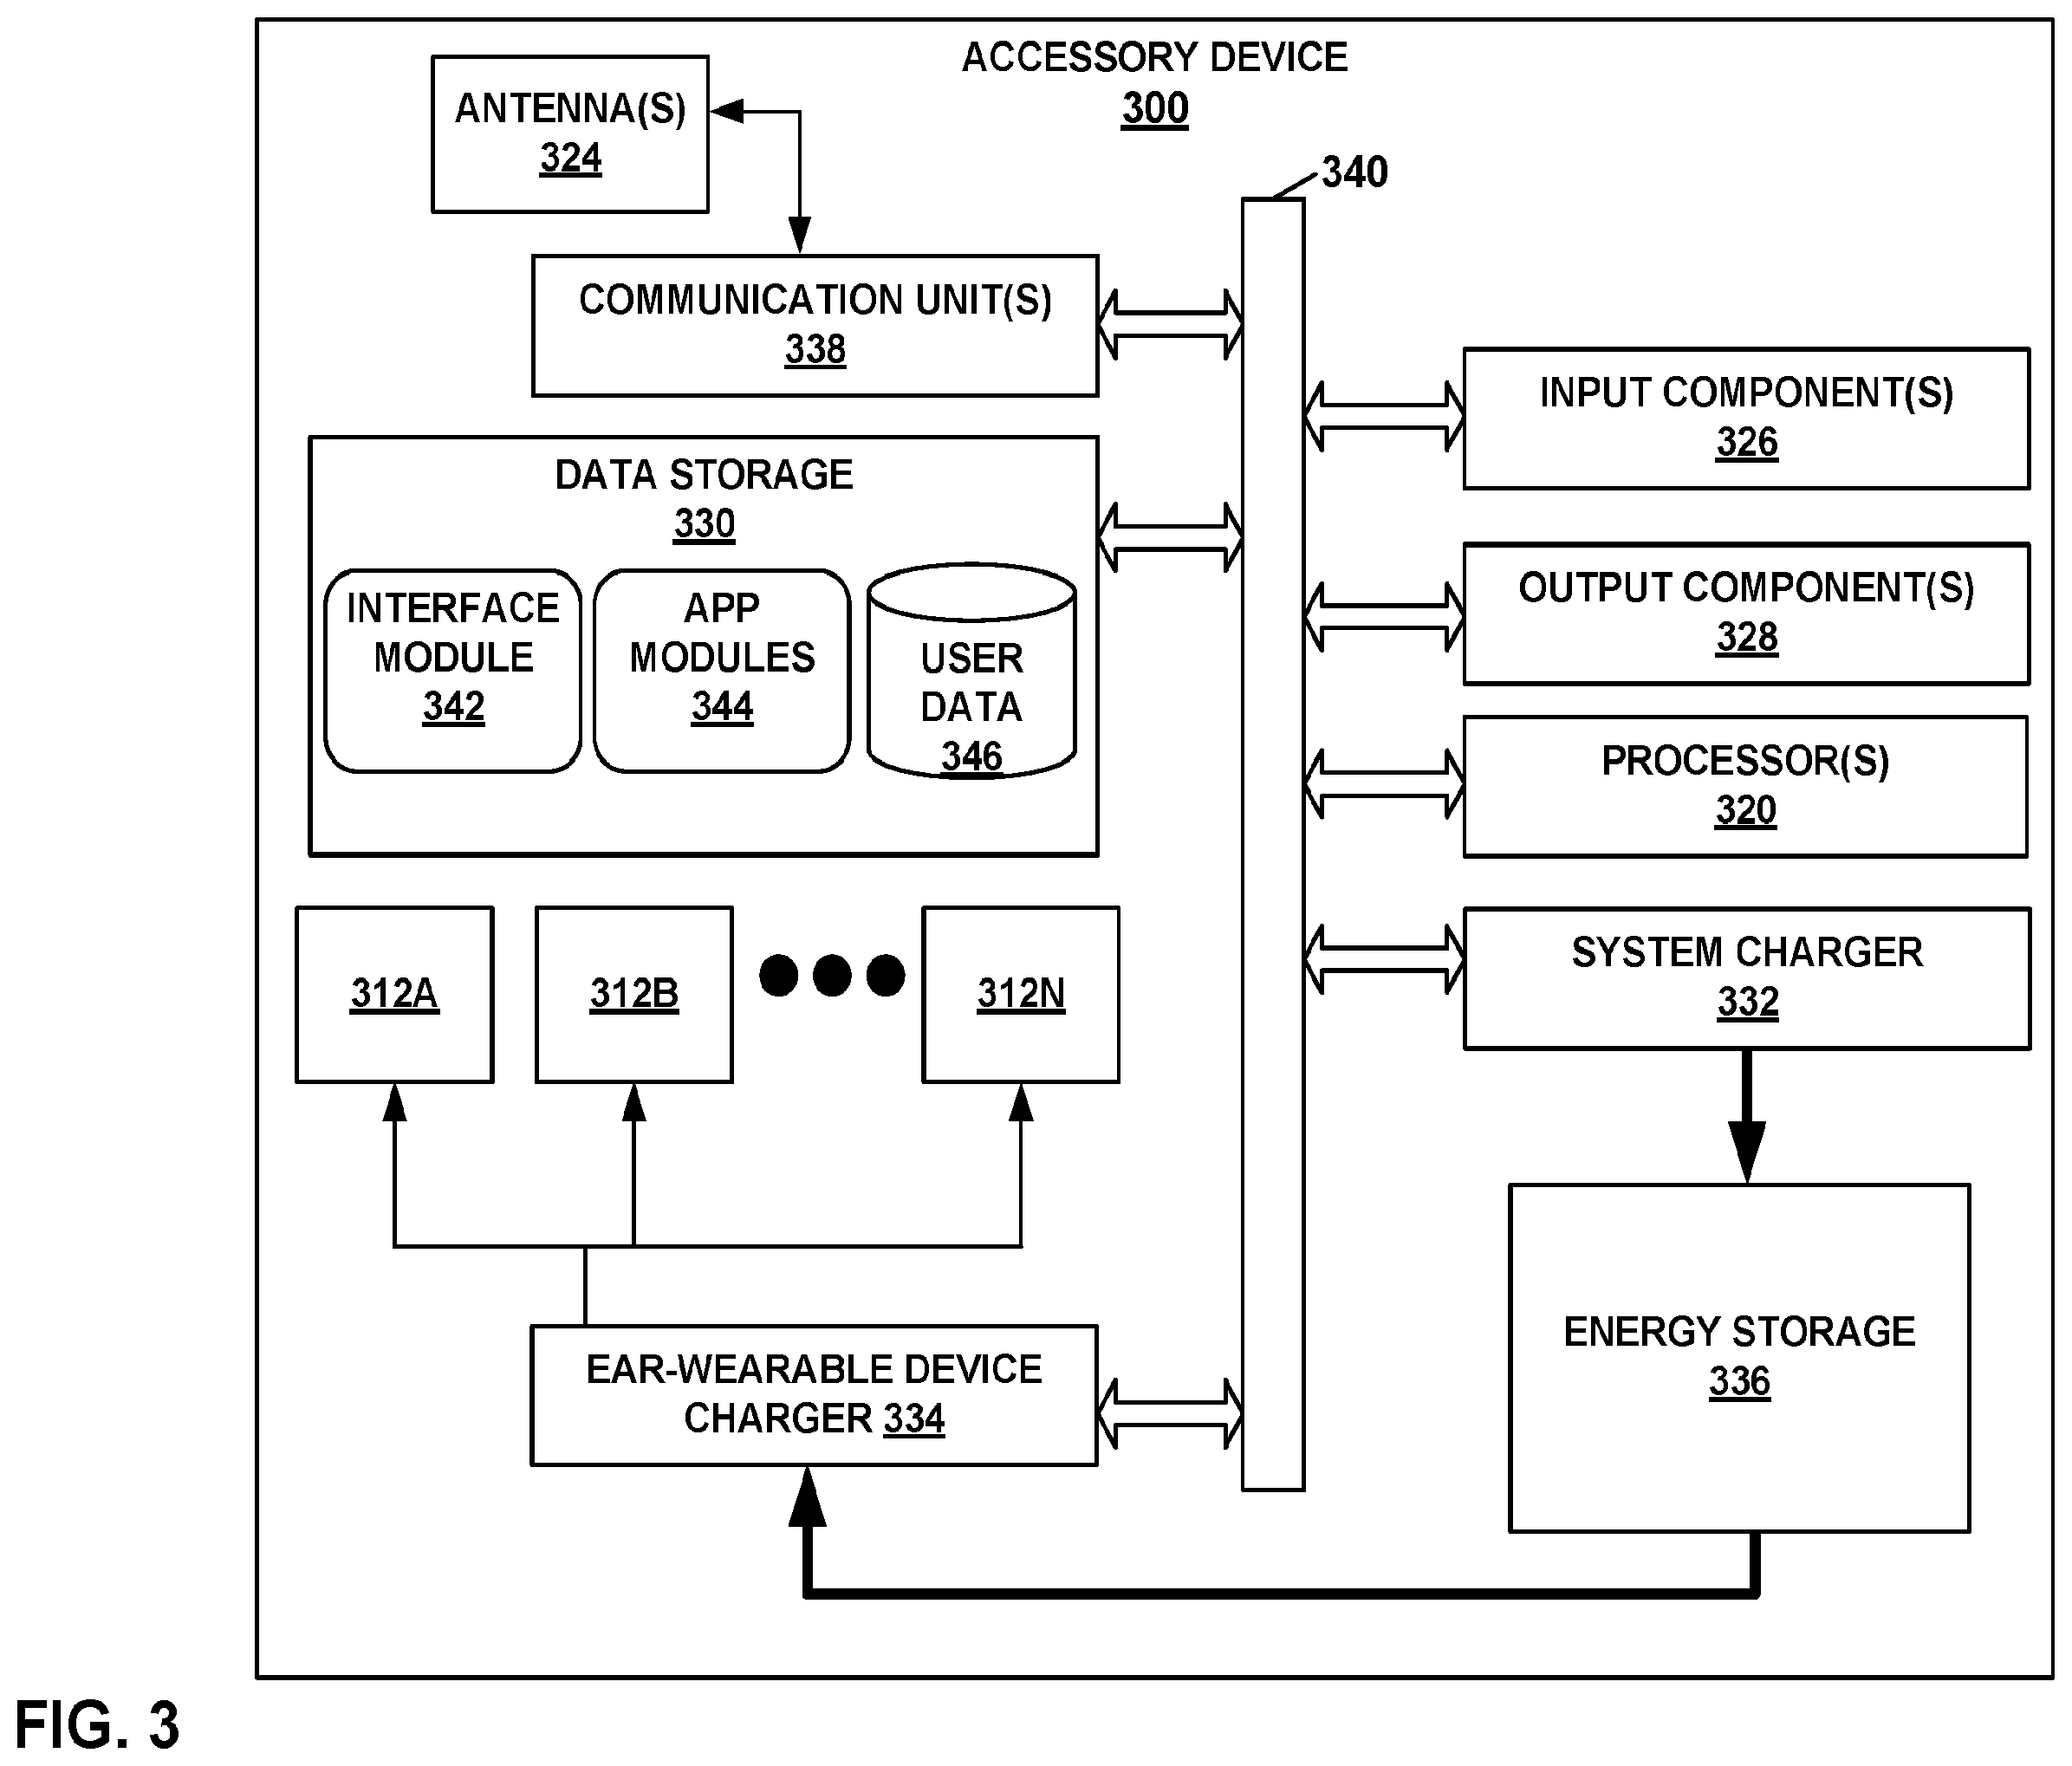 ACCESSORY DEVICE
300
ANTENNA(S)
324
340
COMMUNICATION UNIT(S)
338
INPUT COMPONENT(S)
326
DATA STORAGE
330
INTERFACE
MODULE
342
APP
MODULES
344
USER
DATA
346
OUTPUT COMPONENT(S)
328
PROCESSOR(S)
320
312A
312B
312N
SYSTEM CHARGER
332
EAR-WEARABLE DEVICE
CHARGER 334
ENERGY STORAGE
336
FIG. 3